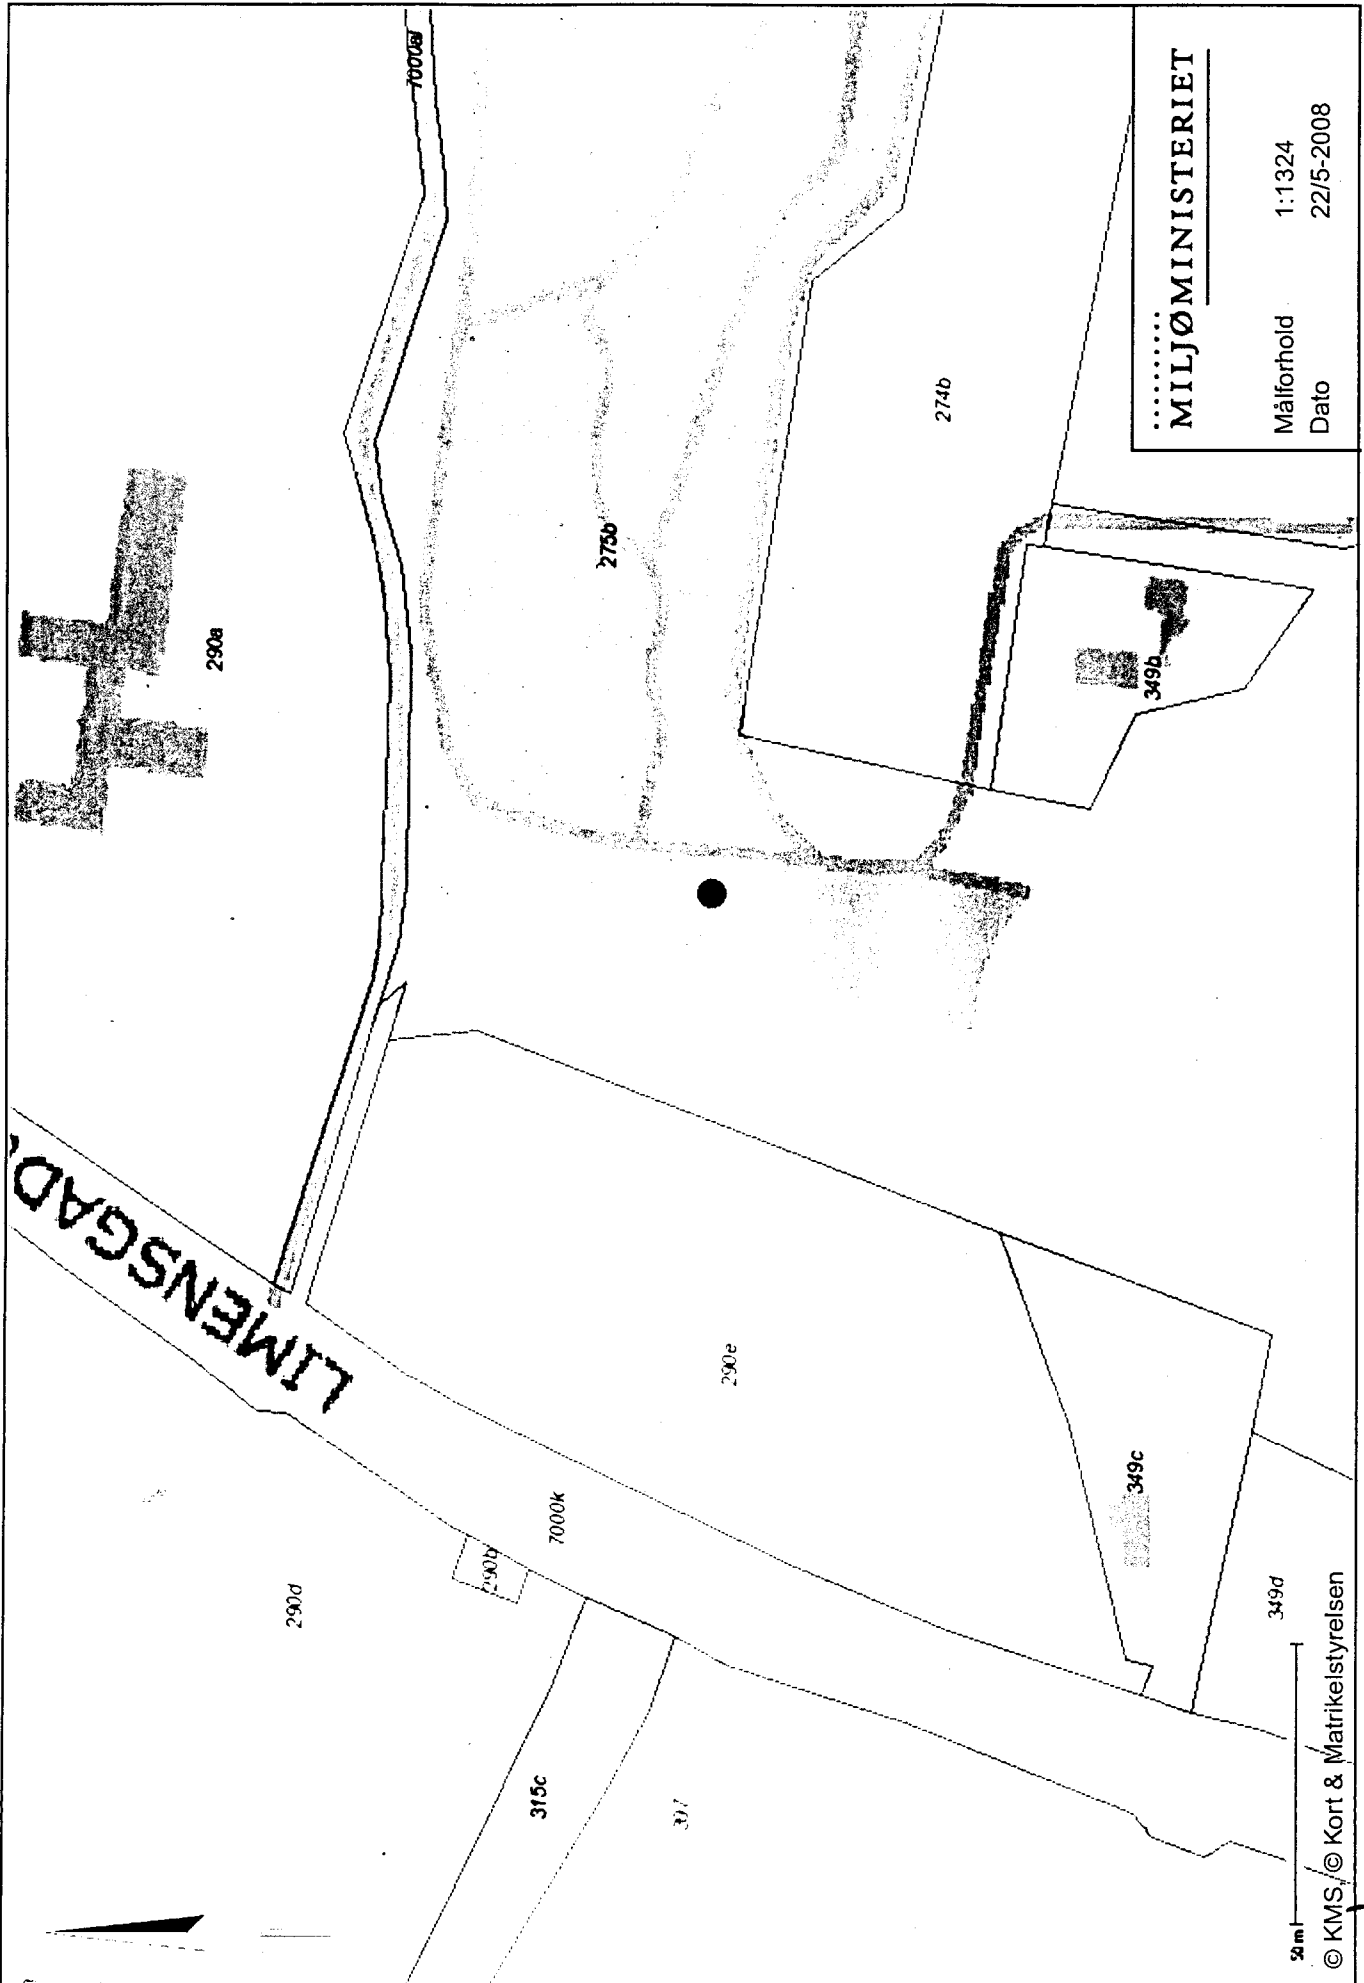 LIMENSGAD
7000al
290a
275b
274b
290d
290b
7000k
290e
315c
307
349b
349c
349d
MILJØMINISTERIET
Målforhold 1:1324
Dato 22/5-2008
50 m
© KMS, © Kort & Matrikelstyrelsen